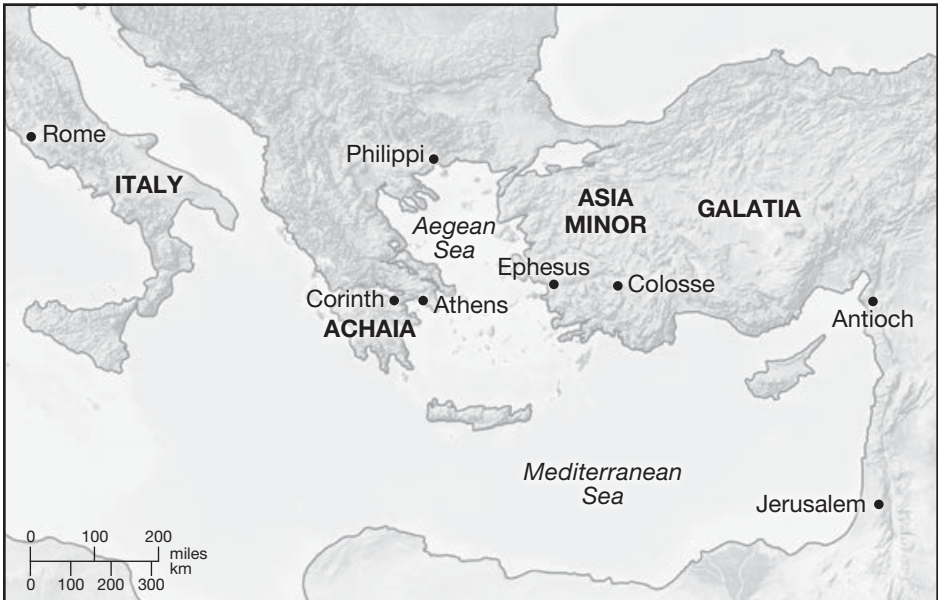 Rome
ITALY
Philippi
Aegean
Sea
ASIA
MINOR
GALATIA
Ephesus
Colosse
Corinth
Athens
ACHAIA
Antioch
Mediterranean
Sea
Jerusalem
0 100 200
miles
km
0 100 200 300